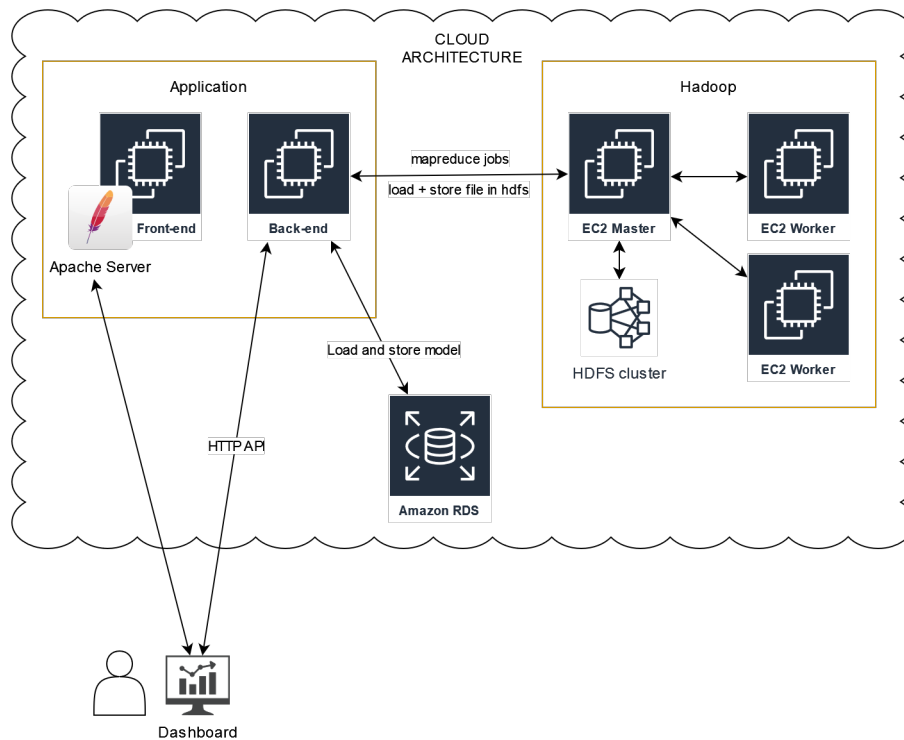 CLOUD
ARCHITECTURE
Application
Hadoop
Front-end
Apache Server
Back-end
mapreduce jobs
load + store file in hdfs
EC2 Master
EC2 Worker
EC2 Worker
HDFS cluster
Load and store model
HTTP API
Amazon RDS
Dashboard